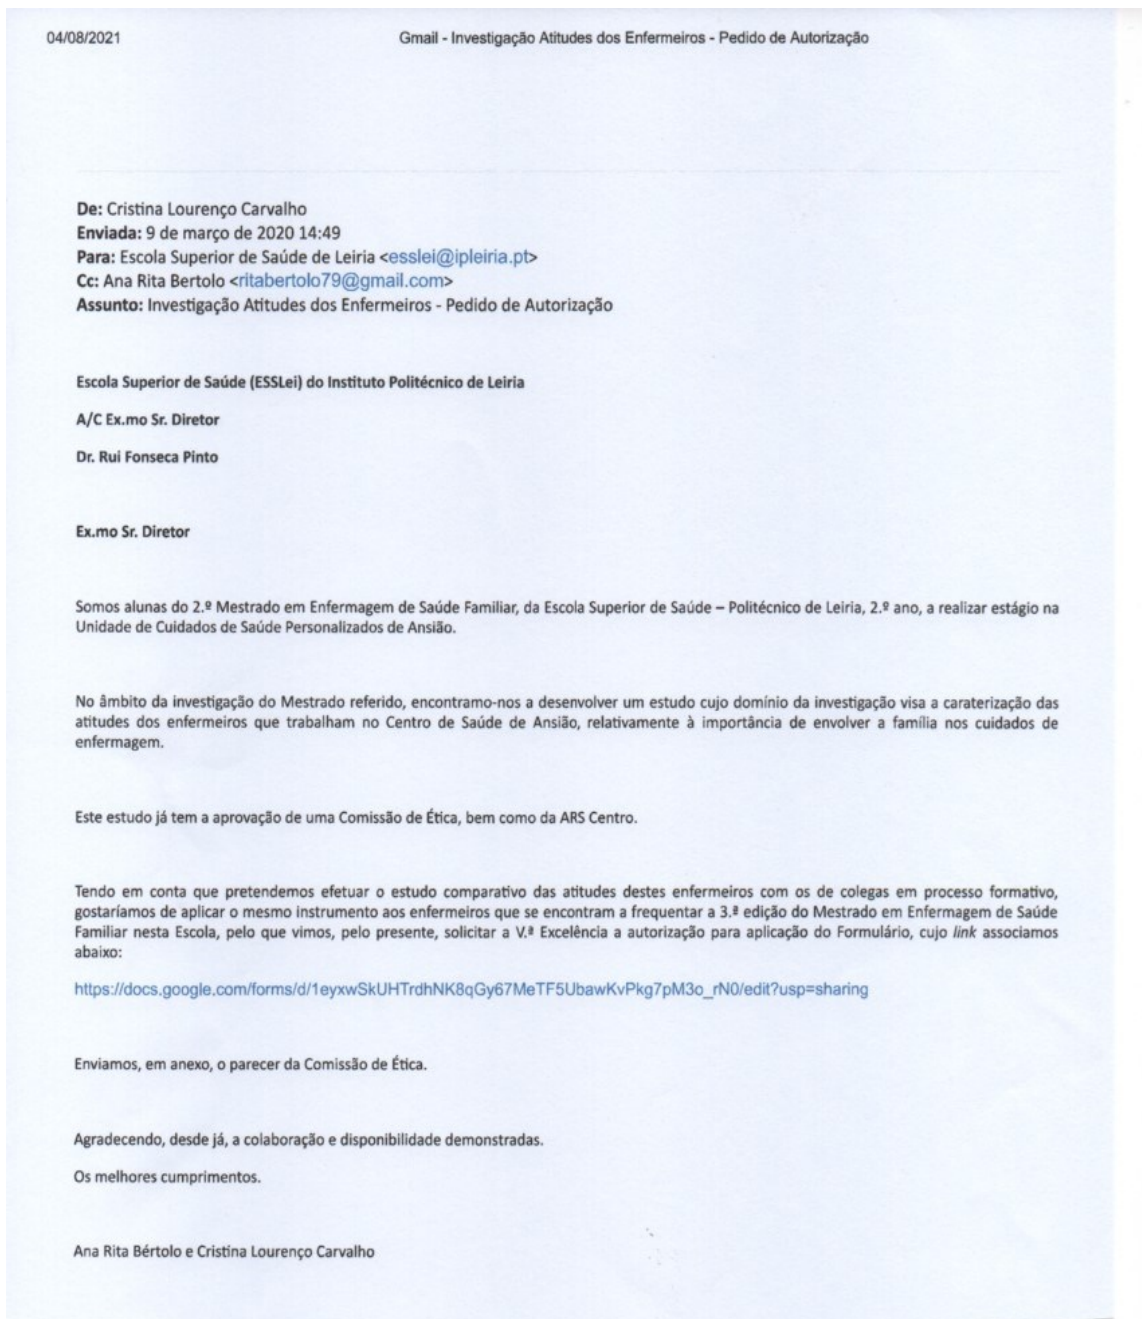 04/08/2021
Gmail - Investigação Atitudes dos Enfermeiros - Pedido de Autorização
De: Cristina Lourenço Carvalho
Enviada: 9 de março de 2020 14:49
Para: Escola Superior de Saúde de Leiria <esslei@ipleiria.pt>
Cc: Ana Rita Bertolo <ritabertolo79@gmail.com>
Assunto: Investigação Atitudes dos Enfermeiros - Pedido de Autorização
Escola Superior de Saúde (ESSLei) do Instituto Politécnico de Leiria
A/C Ex.mo Sr. Diretor
Dr. Rui Fonseca Pinto
Ex.mo Sr. Diretor
Somos alunas do 2.º Mestrado em Enfermagem de Saúde Familiar, da Escola Superior de Saúde – Politécnico de Leiria, 2.º ano, a realizar estágio na
Unidade de Cuidados de Saúde Personalizados de Ansião.
No âmbito da investigação do Mestrado referido, encontramo-nos a desenvolver um estudo cujo domínio da investigação visa a caraterização das
atitudes dos enfermeiros que trabalham no Centro de Saúde de Ansião, relativamente à importância de envolver a família nos cuidados de
enfermagem.
Este estudo já tem a aprovação de uma Comissão de Ética, bem como da ARS Centro.
Tendo em conta que pretendemos efetuar o estudo comparativo das atitudes destes enfermeiros com os de colegas em processo formativo,
gostaríamos de aplicar o mesmo instrumento aos enfermeiros que se encontram a frequentar a 3.ª edição do Mestrado em Enfermagem de Saúde
Familiar nesta Escola, pelo que vimos, pelo presente, solicitar a V.ª Excelência a autorização para aplicação do Formulário, cujo link associamos
abaixo:
https://docs.google.com/forms/d/1eyxwSkUHTrdhNK8qGy67MeTF5UbawKvPkg7pM3o_rN0/edit?usp=sharing
Enviamos, em anexo, o parecer da Comissão de Ética.
Agradecendo, desde já, a colaboração e disponibilidade demonstradas.
Os melhores cumprimentos.
Ana Rita Bértolo e Cristina Lourenço Carvalho